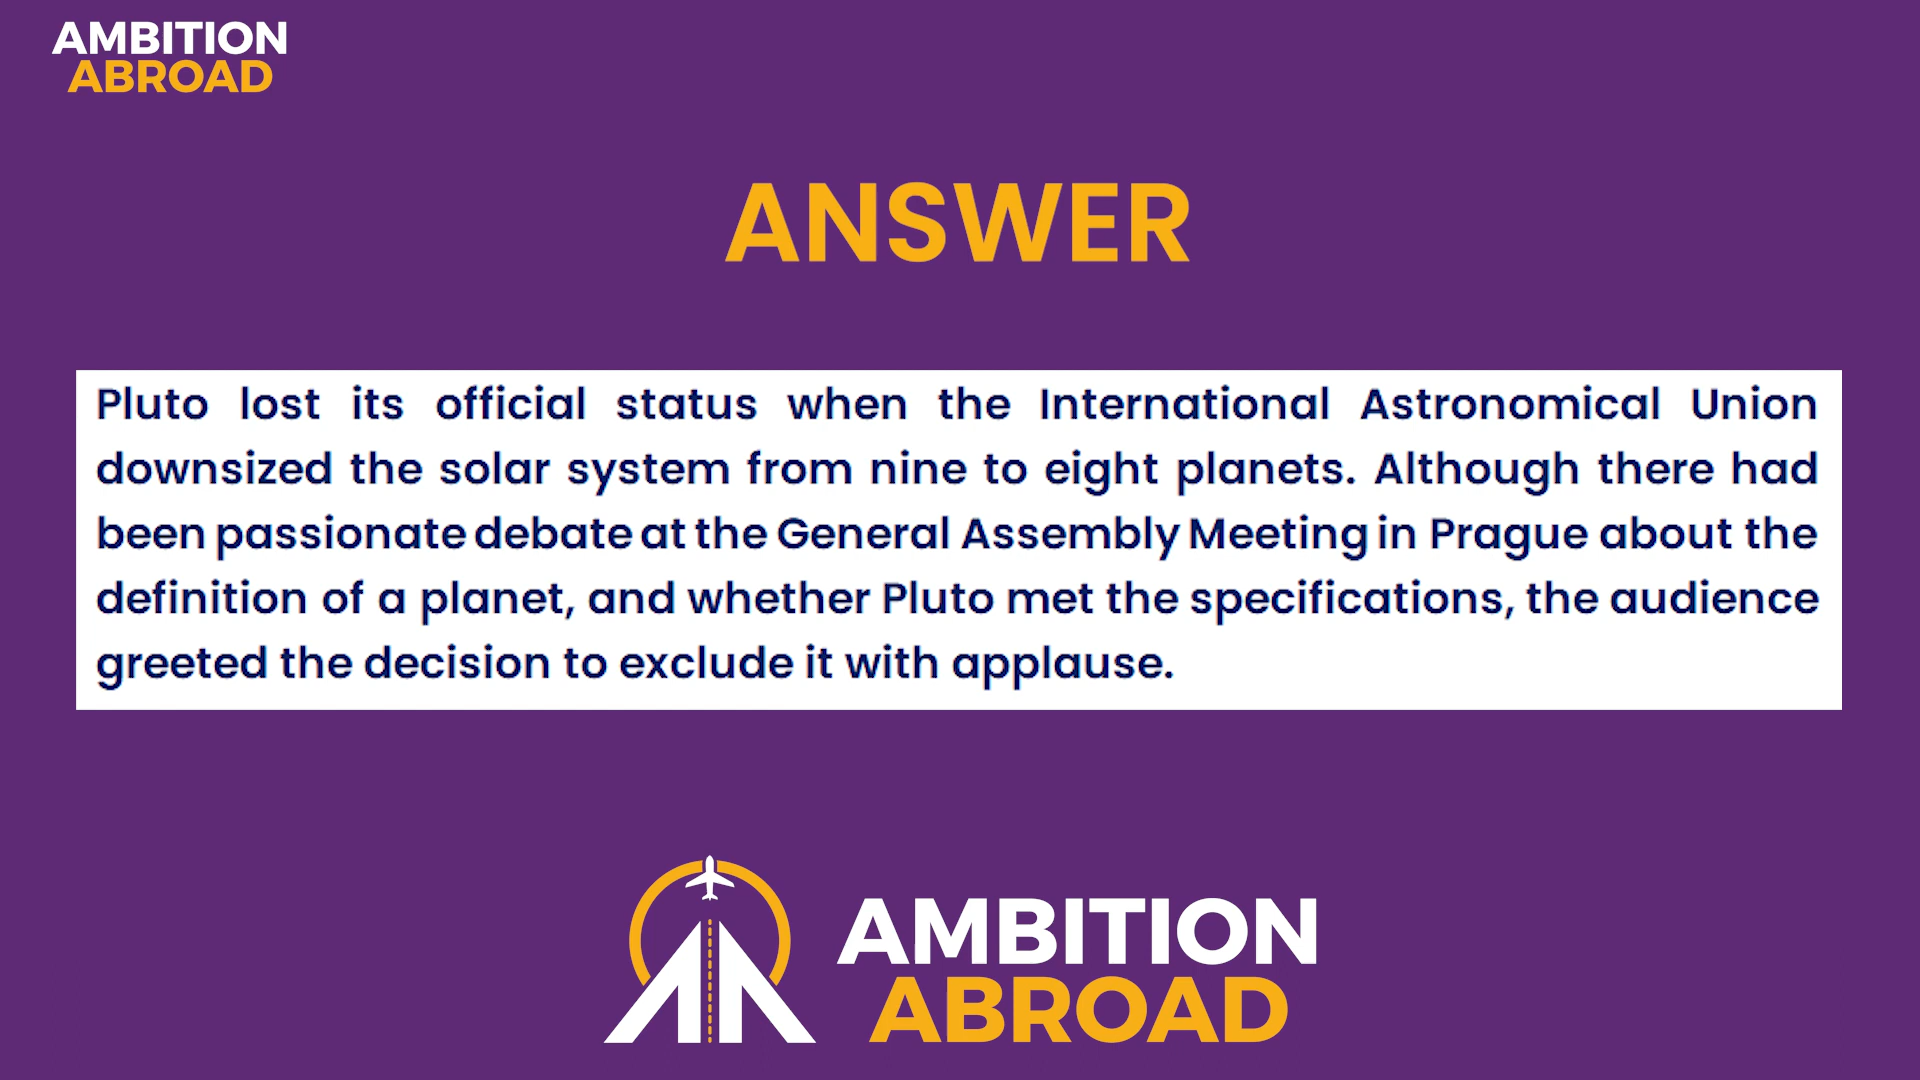 AMBITION
ABROAD
ANSWER
Pluto lost its official status when the International Astronomical Union
downsized the solar system from nine to eight planets. Although there had
been passionate debate at the General Assembly Meeting in Prague about the
definition of a planet, and whether Pluto met the specifications, the audience
greeted the decision to exclude it with applause.
AMBITION
ABROAD